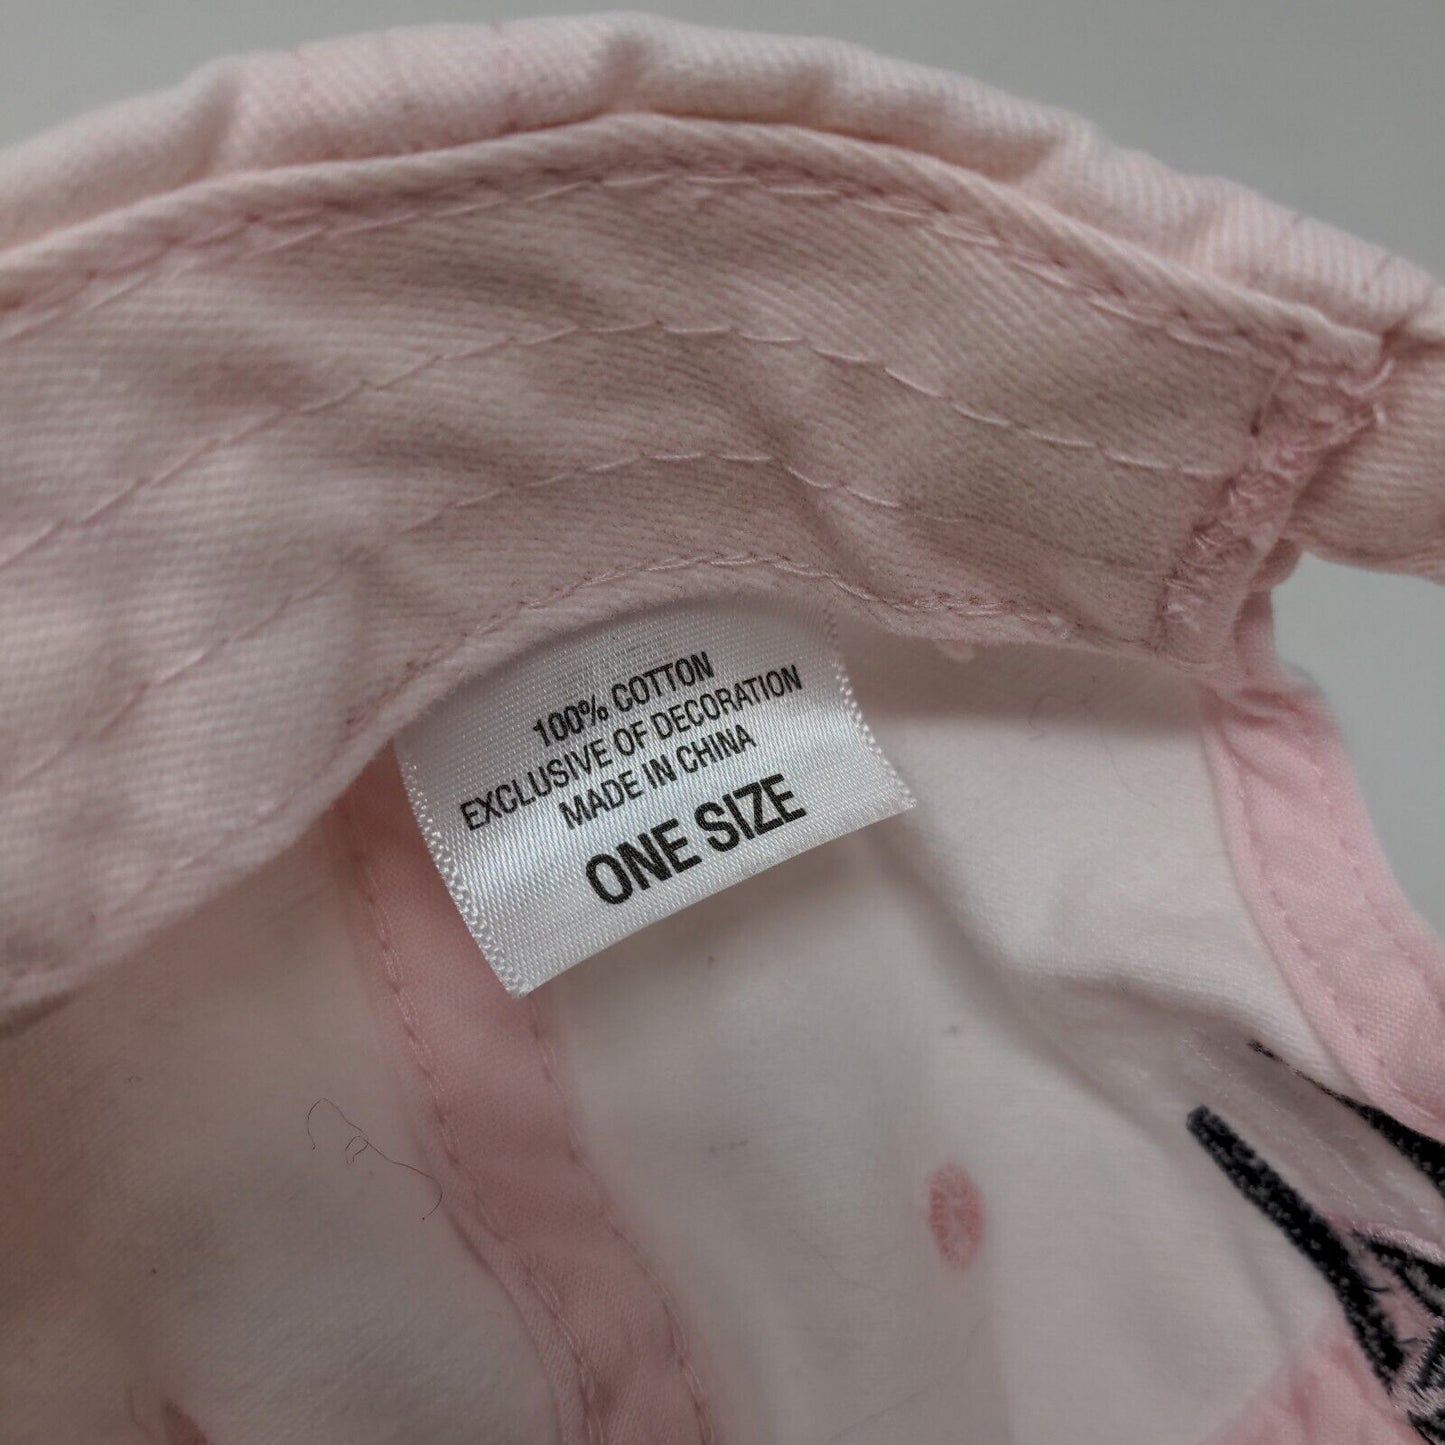 100% COTTON
EXCLUSIVE OF DECORATION
MADE IN CHINA
ONE SIZE